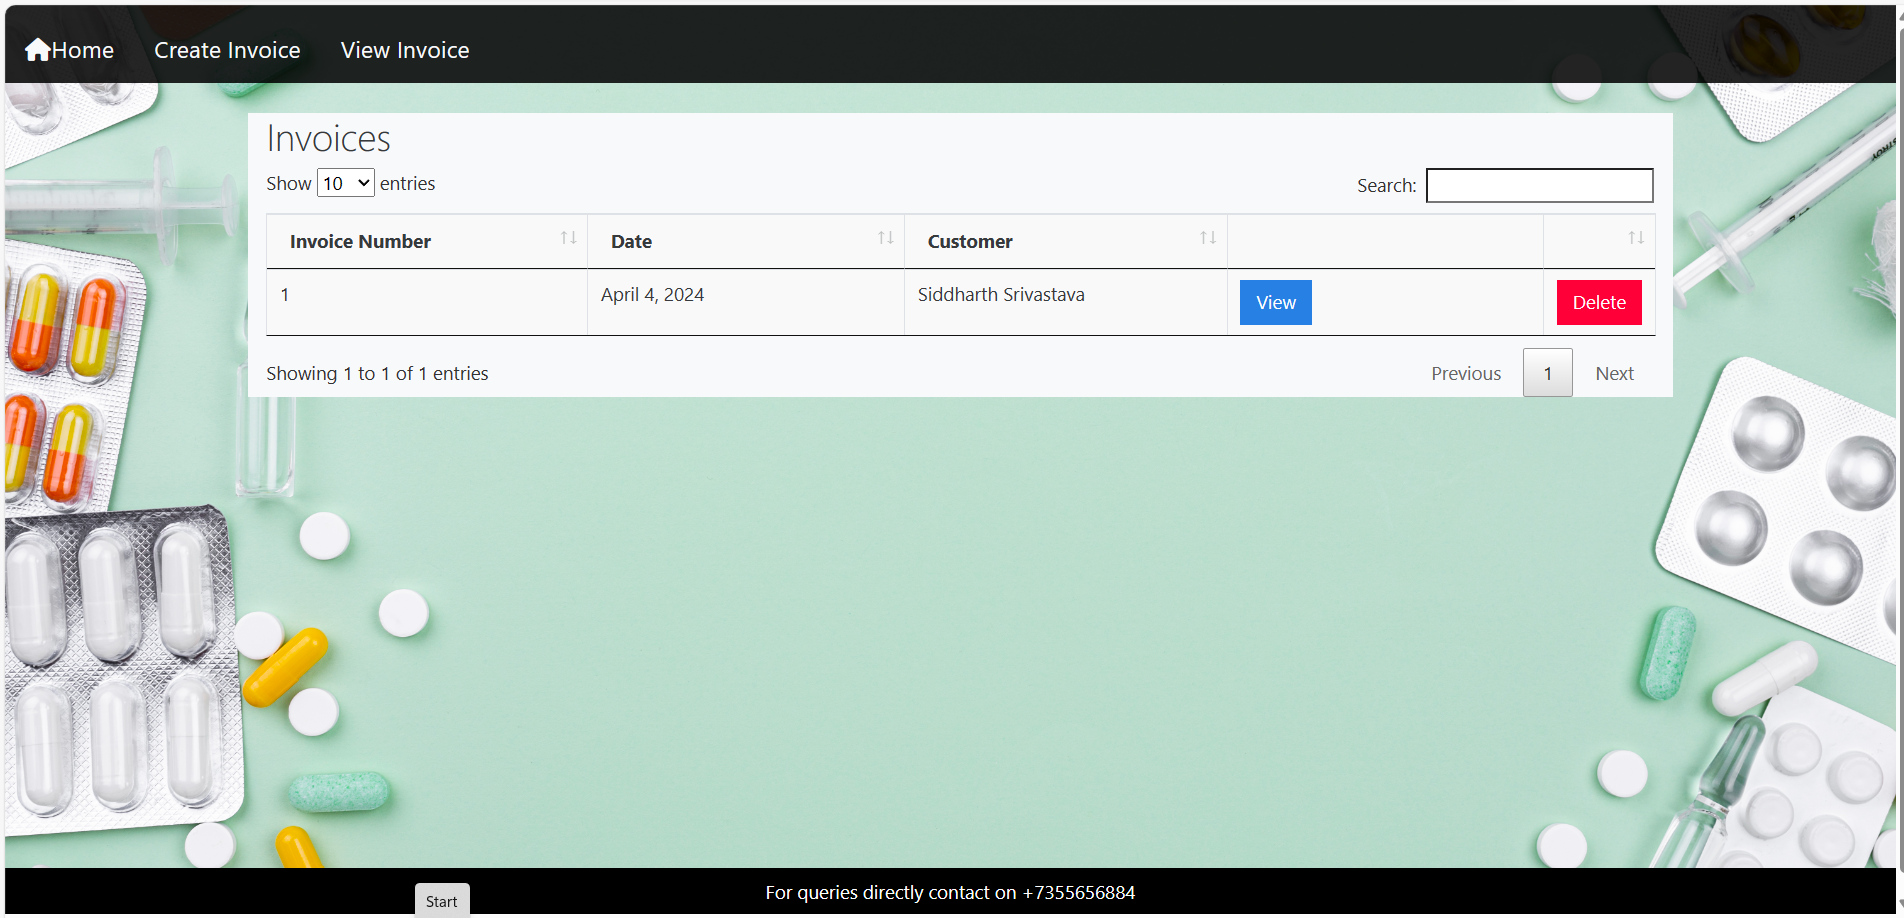 Home Create Invoice View Invoice
Invoices
Show 10 entries Search:
Invoice Number Date Customer
1 April 4, 2024 Siddharth Srivastava View Delete
Showing 1 to 1 of 1 entries Previous 1 Next
For queries directly contact on +7355656884
Start